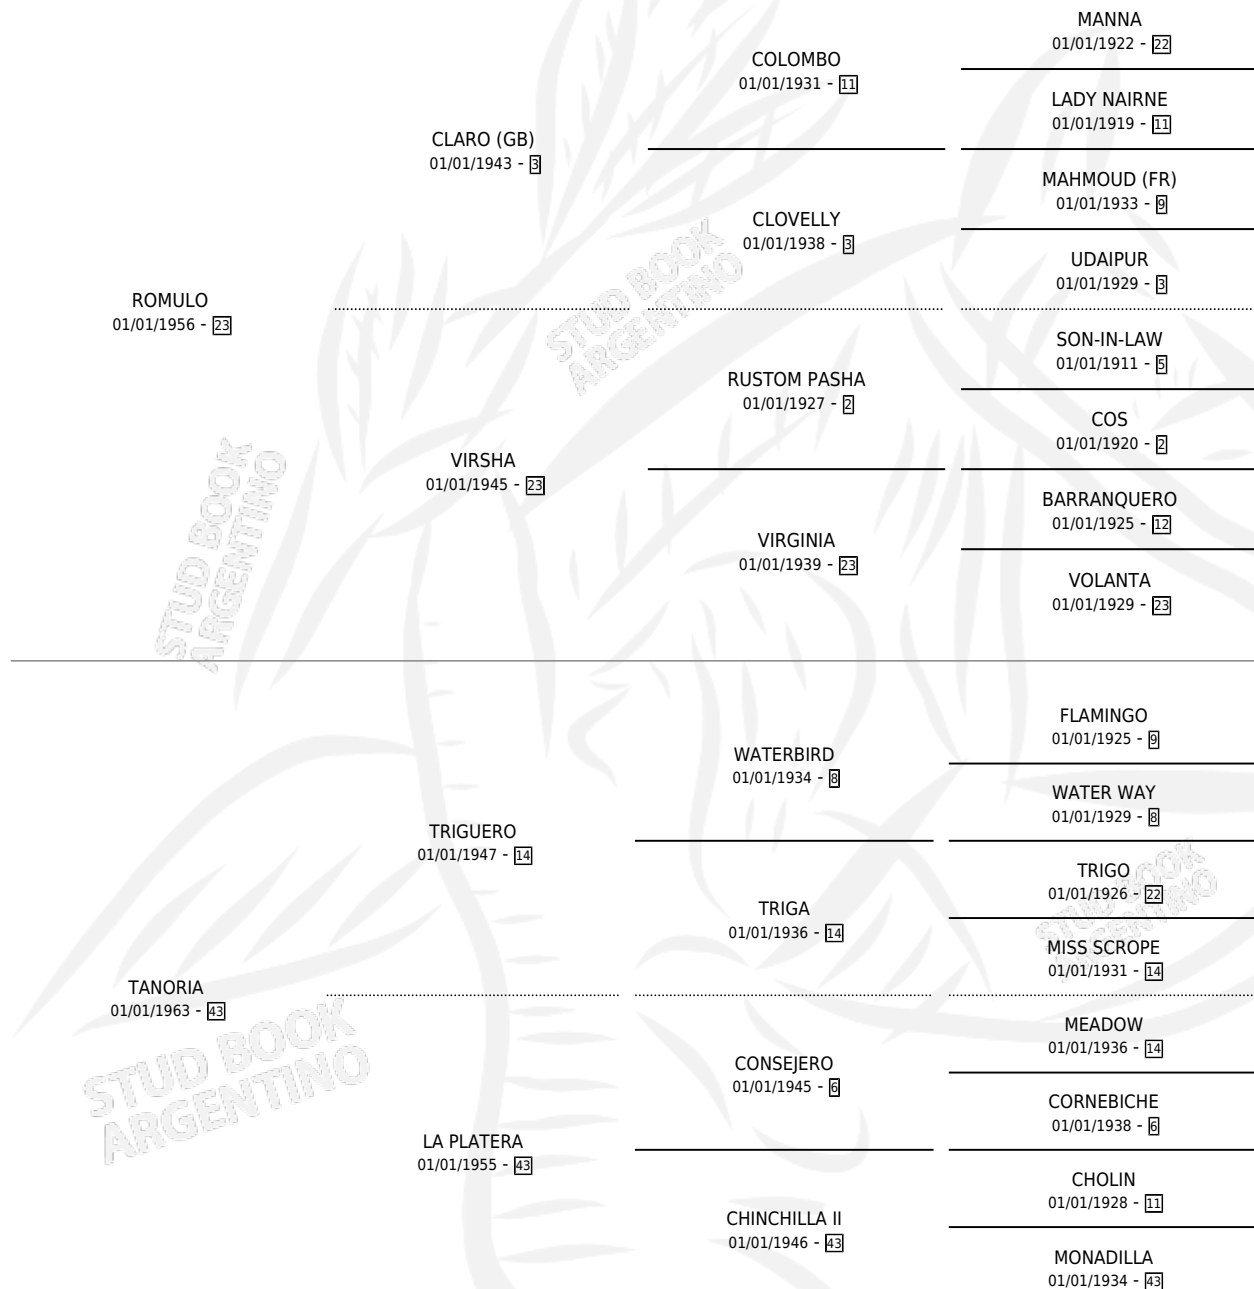 MANNA
01/01/1922 - 22
COLOMBO
01/01/1931 - 11
LADY NAIRNE
01/01/1919 - 11
CLARO (GB)
01/01/1943 - 3
MAHMOUD (FR)
01/01/1933 - 9
CLOVELLY
01/01/1938 - 3
UDAIPUR
01/01/1929 - 3
ROMULO
01/01/1956 - 23
SON-IN-LAW
01/01/1911 - 5
RUSTOM PASHA
01/01/1927 - 2
COS
01/01/1920 - 2
VIRSHA
01/01/1945 - 23
BARRANQUERO
01/01/1925 - 12
VIRGINIA
01/01/1939 - 23
VOLANTA
01/01/1929 - 23
FLAMINGO
01/01/1925 - 9
WATERBIRD
01/01/1934 - 8
WATER WAY
01/01/1929 - 8
TRIGUERO
01/01/1947 - 14
TRIGO
01/01/1926 - 22
TRIGA
01/01/1936 - 14
MISS SCROPE
01/01/1931 - 14
TANORIA
01/01/1963 - 43
MEADOW
01/01/1936 - 14
CONSEJERO
01/01/1945 - 6
CORNEBICHE
01/01/1938 - 6
LA PLATERA
01/01/1955 - 43
CHOLIN
01/01/1928 - 11
CHINCHILLA II
01/01/1946 - 43
MONADILLA
01/01/1934 - 43
STUD BOOK
ARGENTINO
STUD BOOK
ARGENTINO
STUD BOOK
ARGENTINO
STUD BOOK
ARGENTINO